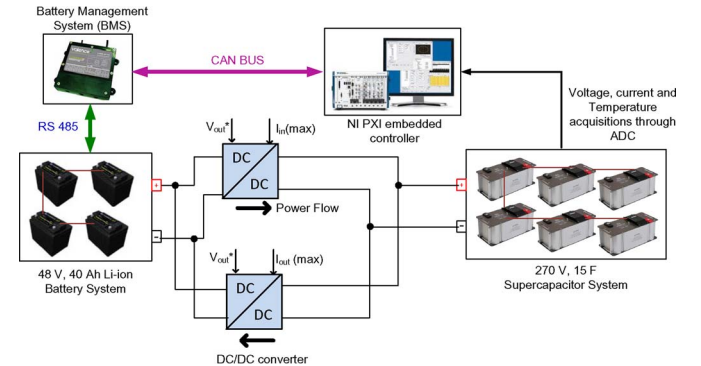 Battery Management
System (BMS)
CAN BUS
RS 485
NI PXI embedded
controller
Voltage, current and
Temperature
acquisitions through
ADC
Vout*
Iin(max)
DC
DC
Power Flow
+
-
+
-
48 V, 40 Ah Li-ion
Battery System
Vout*
Iout (max)
DC
DC
DC/DC converter
270 V, 15 F
Supercapacitor System